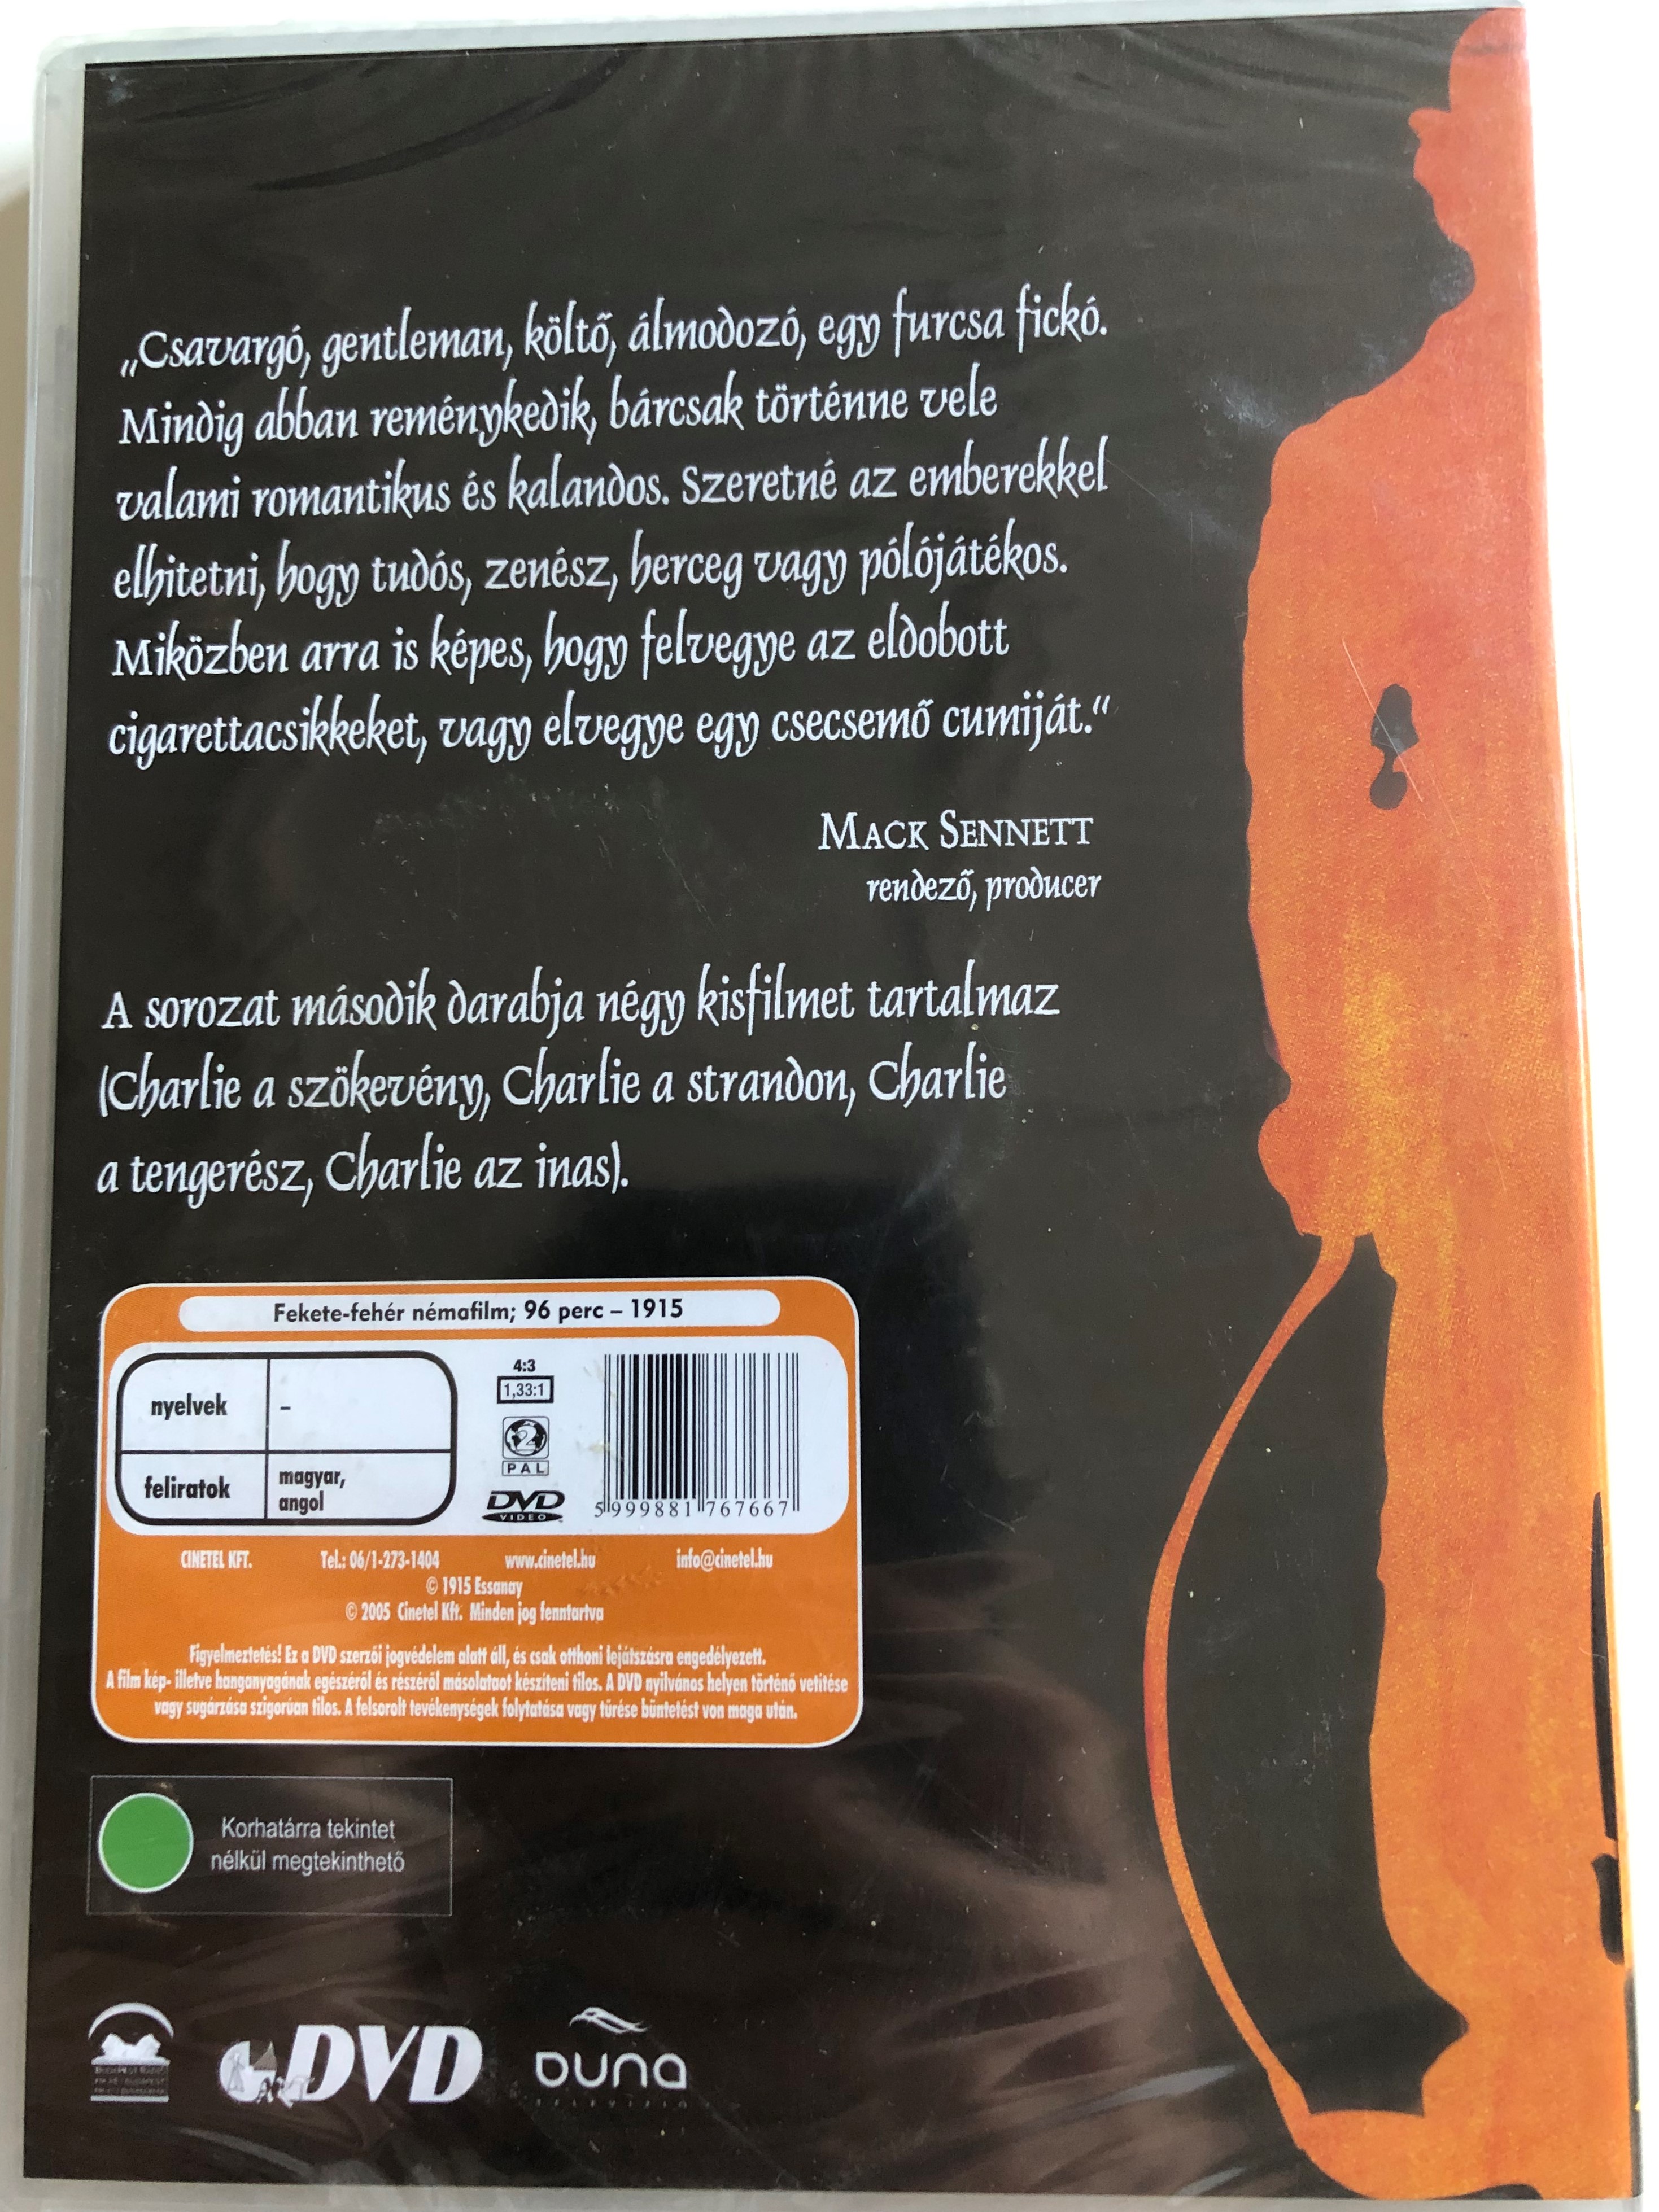 „Csavargó, gentleman, költő, álmodozó, egy furcsa fickó.
Mindig abban reménykedik, bárcsak történne vele
valami romantikus és kalandos. Szeretné az emberekkel
elhitetni, hogy tudós, zenész, herceg vagy pólójátékos.
Miközben arra is képes, hogy felvegye az eldobott
cigarettacsikkeket, vagy elvegye egy csecsemő cumiját.“
MACK SENNETT
rendező, producer
A sorozat második darabja négy kisfilmet tartalmaz
(Charlie a szökevény, Charlie a strandon, Charlie
a tengerész, Charlie az inas).
Fekete-fehér némafilm; 96 perc – 1915
nyelvek –
feliratok magyar,
angol
4:3
1,33:1
2
PAL
DVD
VIDEO
5 999881 767667
CINETEL KFT. Tel.: 06/1-273-1404 www.cinetel.hu info@cinetel.hu
© 1915 Essanay
© 2005 Cinetel Kft. Minden jog fenntartva
Figyelmeztetés! Ez a DVD szerzői jogvédelem alatt áll, és csak otthoni lejátszásra engedélyezett.
A film kép- illetve hanganyagának egészéről és részéről másolataot készíteni tilos. A DVD nyilvános helyen történő vetítése
vagy sugárzása szigorúan tilos. A felsorolt tevékenységek folytatása vagy tűrése büntetést von maga után.
Korhatárra tekintet
nélkül megtekinthető
ART DVD
DUNA
TELEVÍZIÓ